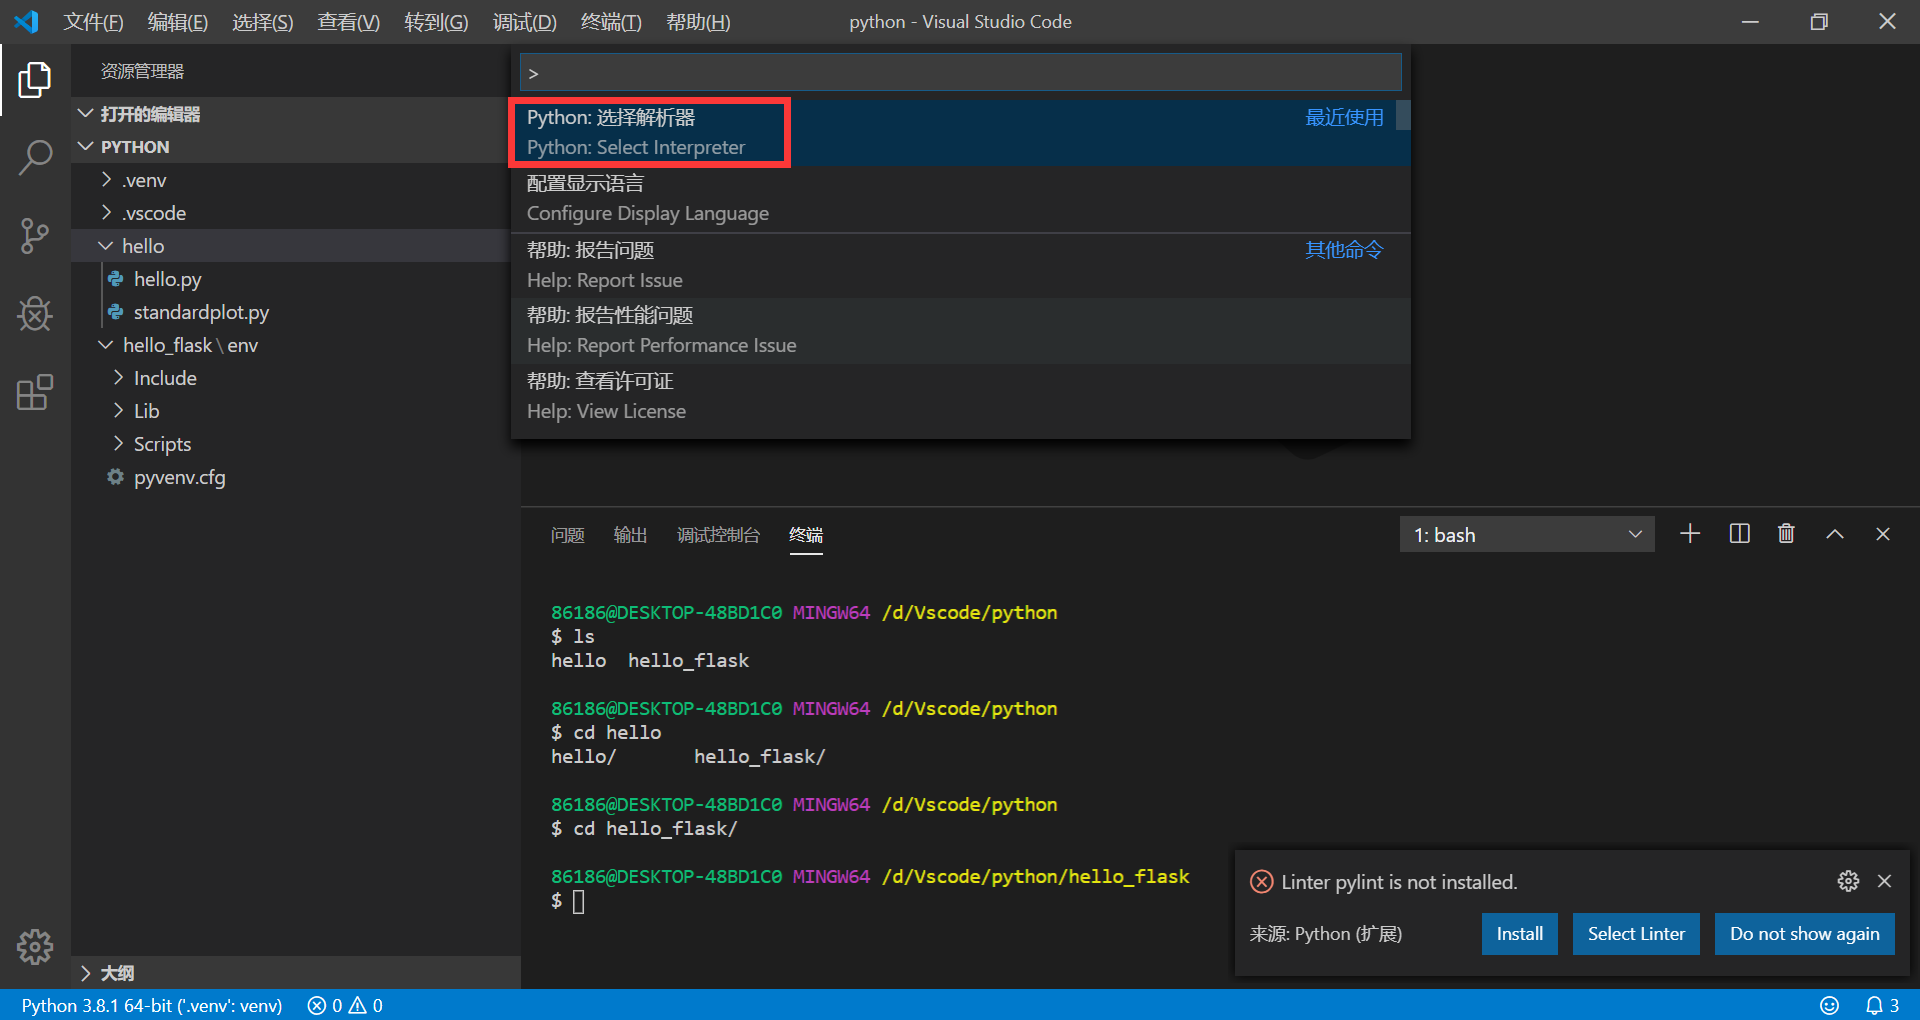 文件(F) 编辑(E) 选择(S) 查看(V) 转到(G) 调试(D) 终端(T) 帮助(H) python - Visual Studio Code
资源管理器
打开的编辑器
PYTHON
.venv
.vscode
hello
hello.py
standardplot.py
hello_flask \ env
Include
Lib
Scripts
pyvenv.cfg
大纲
>
Python: 选择解析器 最近使用
Python: Select Interpreter
配置显示语言
Configure Display Language
帮助: 报告问题 其他命令
Help: Report Issue
帮助: 报告性能问题
Help: Report Performance Issue
帮助: 查看许可证
Help: View License
问题 输出 调试控制台 终端 1: bash
86186@DESKTOP-48BD1C0 MINGW64 /d/Vscode/python
$ ls
hello hello_flask
86186@DESKTOP-48BD1C0 MINGW64 /d/Vscode/python
$ cd hello
hello/ hello_flask/
86186@DESKTOP-48BD1C0 MINGW64 /d/Vscode/python
$ cd hello_flask/
86186@DESKTOP-48BD1C0 MINGW64 /d/Vscode/python/hello_flask
$
Linter pylint is not installed.
来源: Python (扩展) Install Select Linter Do not show again
Python 3.8.1 64-bit ('.venv': venv) 0 0 3